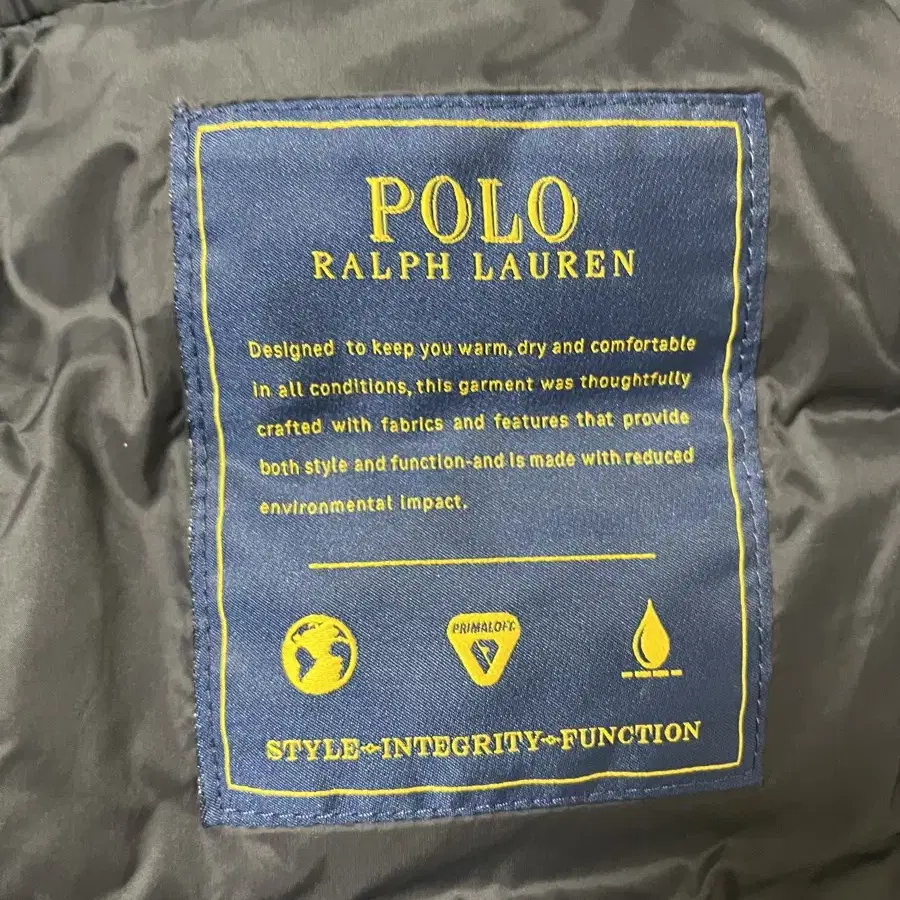 POLO
RALPH LAUREN
Designed to keep you warm, dry and comfortable
in all conditions, this garment was thoughtfully
crafted with fabrics and features that provide
both style and function-and is made with reduced
environmental impact.
PRIMALOFT
STYLE-INTEGRITY-FUNCTION